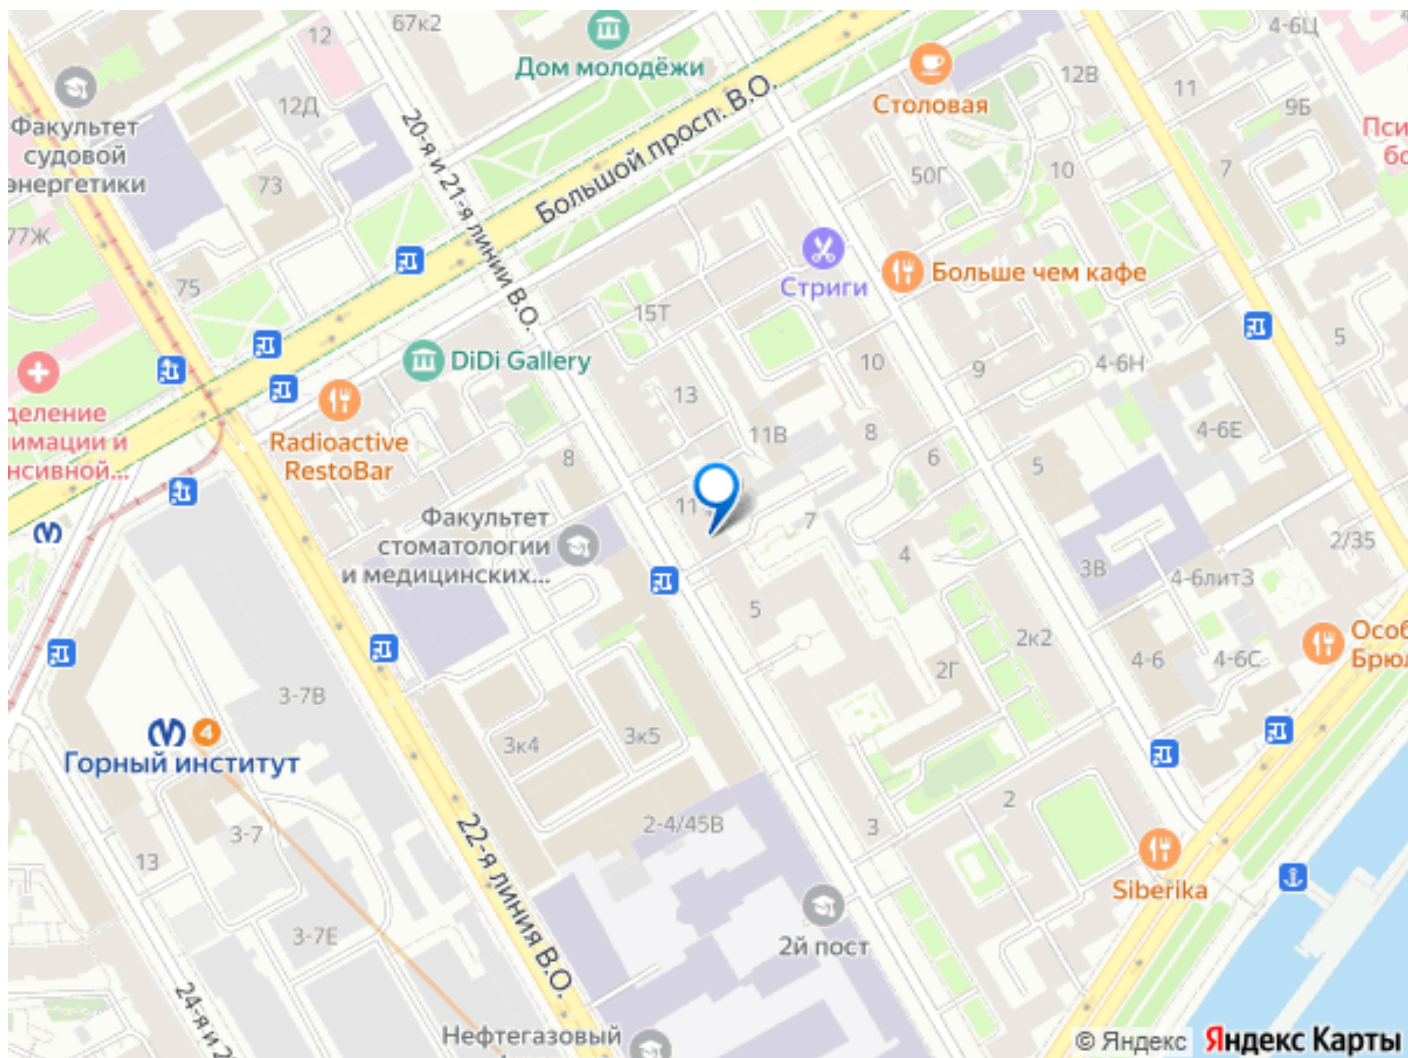 67к2
12
Дом молодёжи
4-6Ц
12В
11
Столовая
9Б
Факультет
судовой
энергетики
12Д
20-я и 21-я линии В.О.
Большой просп. В.О.
73
50Г
10
7
77Ж
75
Стриги
Больше чем кафе
15Т
DiDi Gallery
10
9
4-6Н
5
13
Radioactive
RestoBar
8
11В
8
6
5
4-6Е
11
Факультет
стоматологии
и медицинских...
7
4
3В
2/35
4-6литЗ
5
2к2
4-6
4-6С
2Г
3-7В
3к4
3к5
4
Горный институт
3-7
13
2-4/45В
3
2
22-я линия В.О.
Siberika
3-7Е
2й пост
24-я и 2
Нефтегазовый
© Яндекс Яндекс Карты